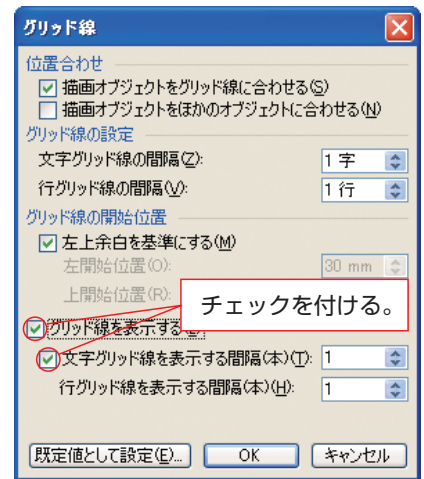 グリッド線
位置合わせ
描画オブジェクトをグリッド線に合わせる(S)
描画オブジェクトをほかのオブジェクトに合わせる(N)
グリッド線の設定
文字グリッド線の間隔(Z): 1 字
行グリッド線の間隔(V): 1 行
グリッド線の開始位置
左上余白を基準にする(M)
左開始位置(O): 30 mm
上開始位置(R):
チェックを付ける。
グリッド線を表示する
文字グリッド線を表示する間隔(本)(T): 1
行グリッド線を表示する間隔(本)(H): 1
既定値として設定(E)... OK キャンセル